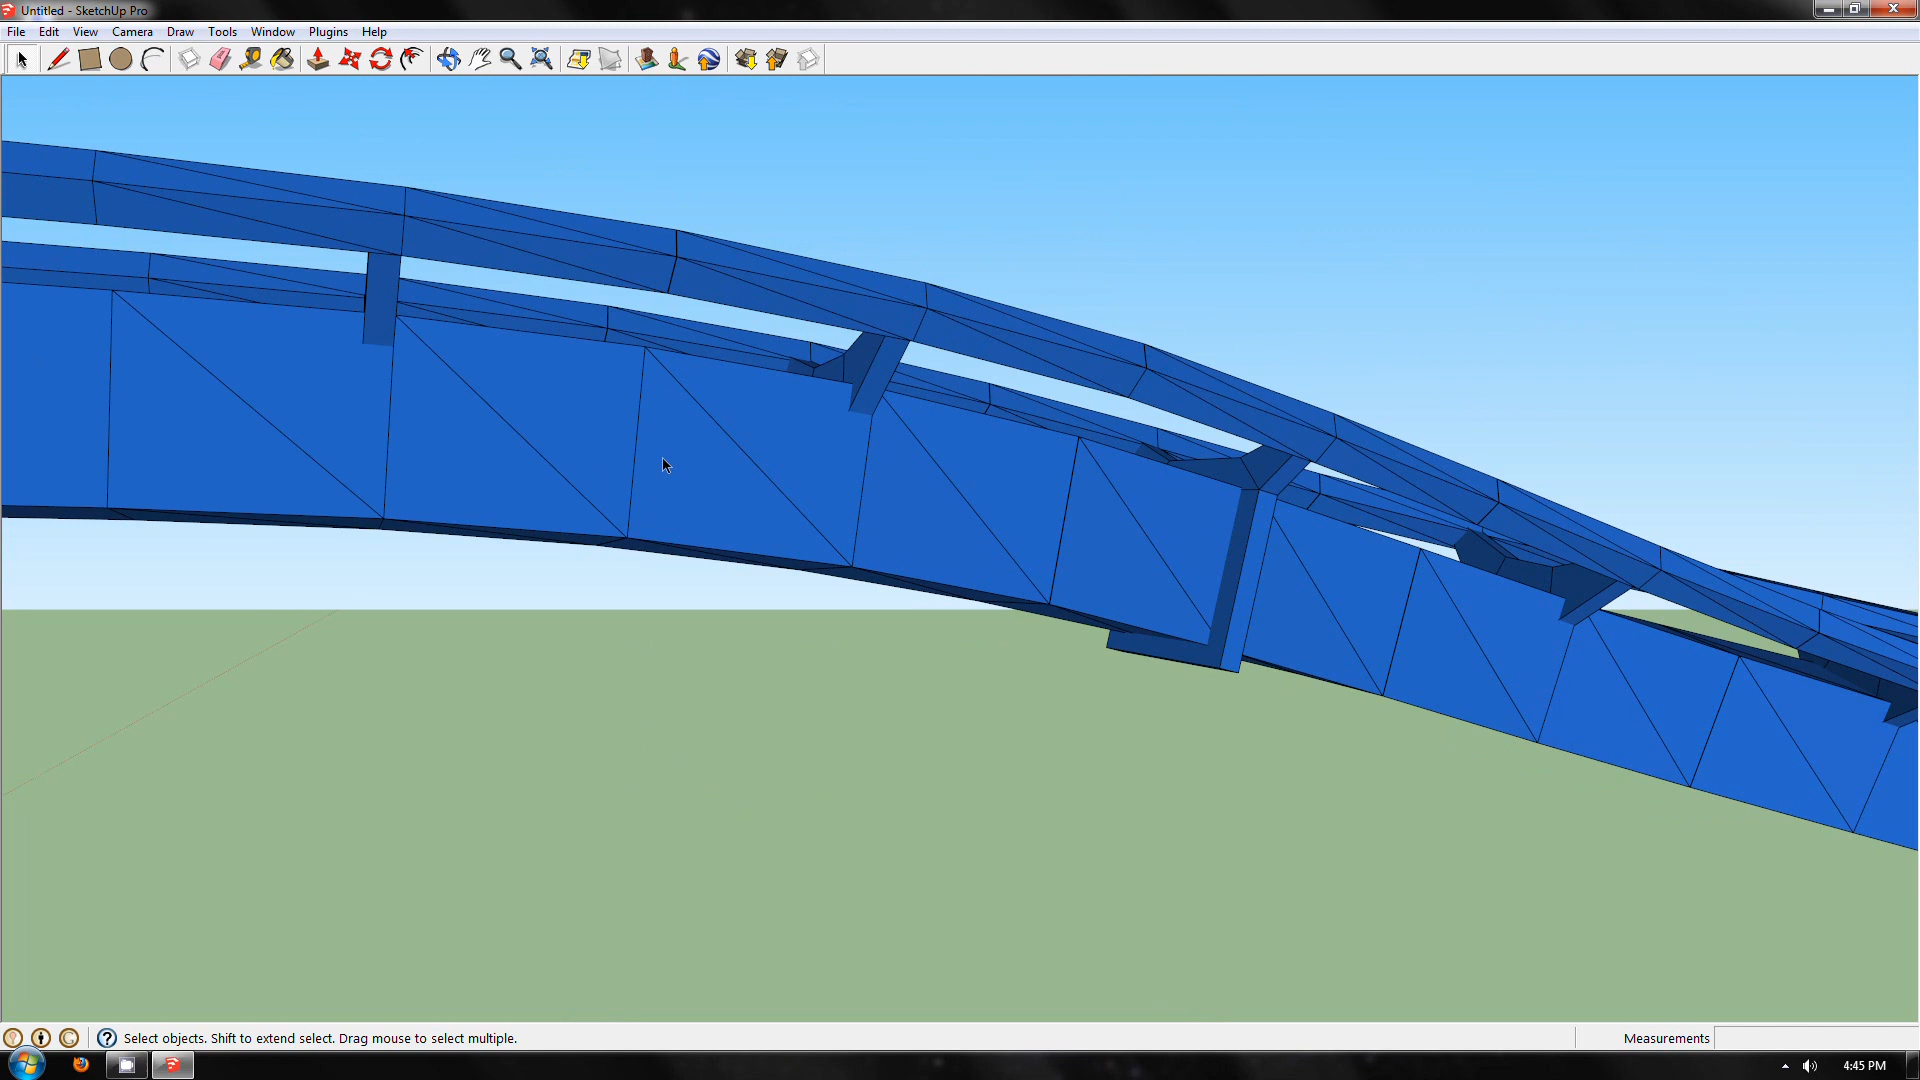 Untitled - SketchUp Pro
File Edit View Camera Draw Tools Window Plugins Help
Select objects. Shift to extend select. Drag mouse to select multiple.
Measurements
4:45 PM